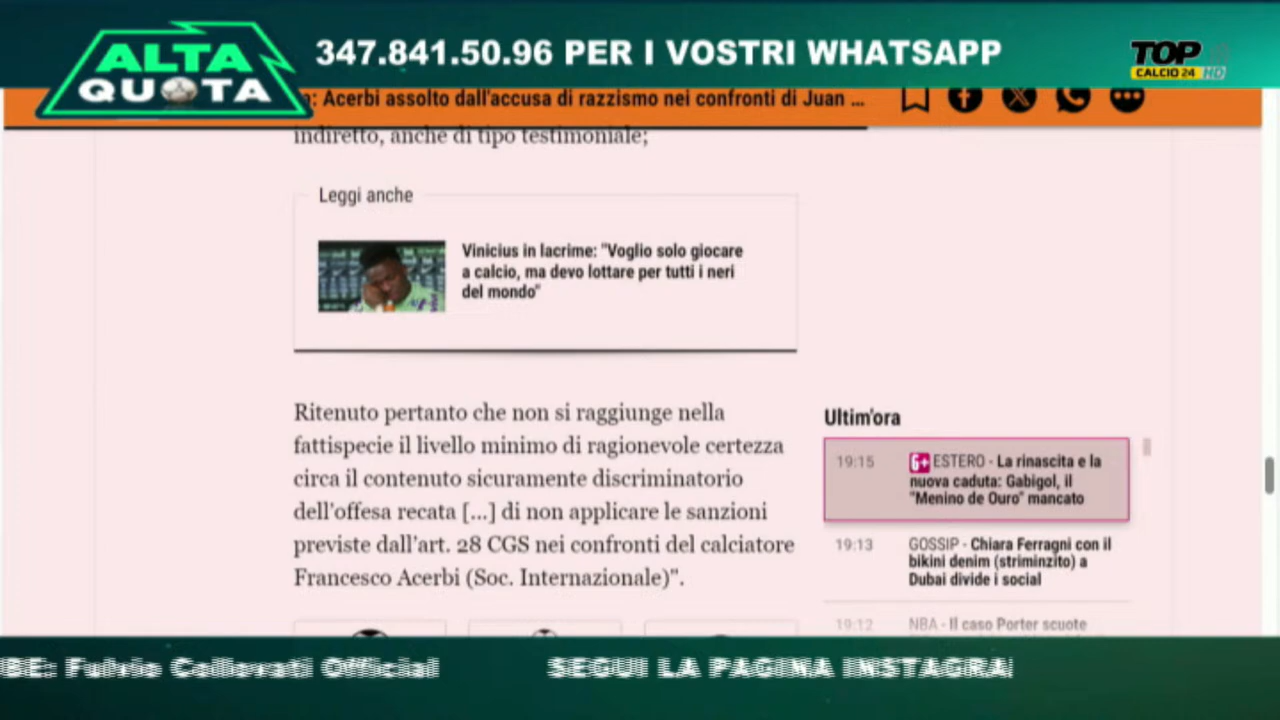 ALTA
QUOTA
347.841.50.96 PER I VOSTRI WHATSAPP
TOP
CALCIO 24 HD
: Acerbi assolto dall'accusa di razzismo nei confronti di Juan ...
indiretto, anche di tipo testimoniale;
Leggi anche
Vinicius in lacrime: "Voglio solo giocare
a calcio, ma devo lottare per tutti i neri
del mondo"
Ritenuto pertanto che non si raggiunge nella
fattispecie il livello minimo di ragionevole certezza
circa il contenuto sicuramente discriminatorio
dell'offesa recata [...] di non applicare le sanzioni
previste dall'art. 28 CGS nei confronti del calciatore
Francesco Acerbi (Soc. Internazionale)".
Ultim'ora
19:15
G+ ESTERO - La rinascita e la
nuova caduta: Gabigol, il
"Menino de Ouro" mancato
19:13
GOSSIP - Chiara Ferragni con il
bikini denim (striminzito) a
Dubai divide i social
19:12
NBA - Il caso Porter scuote
BE: Fulvio Collovati Official
SEGUI LA PAGINA INSTAGRA